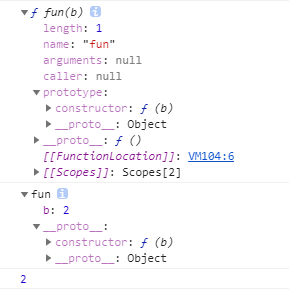 ▼ƒ fun(b) i
length: 1
name: "fun"
arguments: null
caller: null
▼prototype:
▶constructor: ƒ (b)
▶__proto__: Object
▶__proto__: ƒ ()
[[FunctionLocation]]: VM104:6
▶[[Scopes]]: Scopes[2]
▼fun i
b: 2
▼__proto__:
▶constructor: ƒ (b)
▶__proto__: Object
2